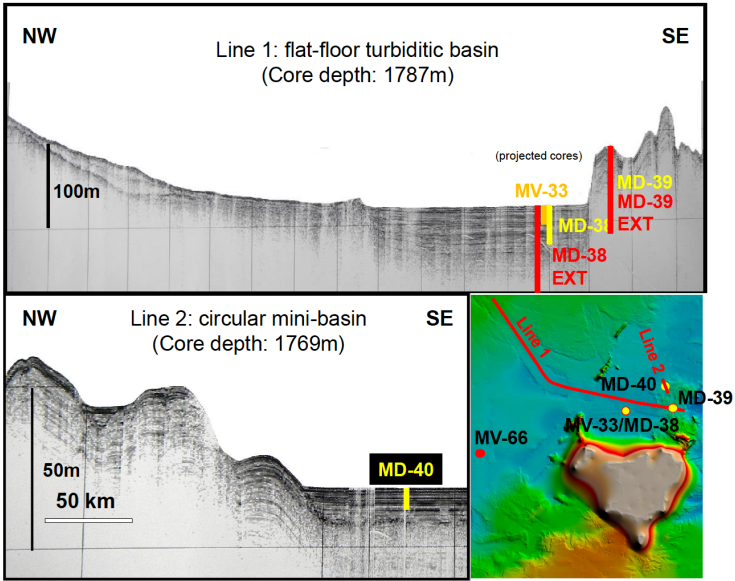 NW
SE
Line 1: flat-floor turbiditic basin
(Core depth: 1787m)
(projected cores)
100m
MV-33
MD-38
MD-38
EXT
MD-39
MD-39
EXT
NW
SE
Line 2: circular mini-basin
(Core depth: 1769m)
50m
50 km
MD-40
Line 1
Line 2
MD-40
MD-39
MV-33/MD-38
MV-66